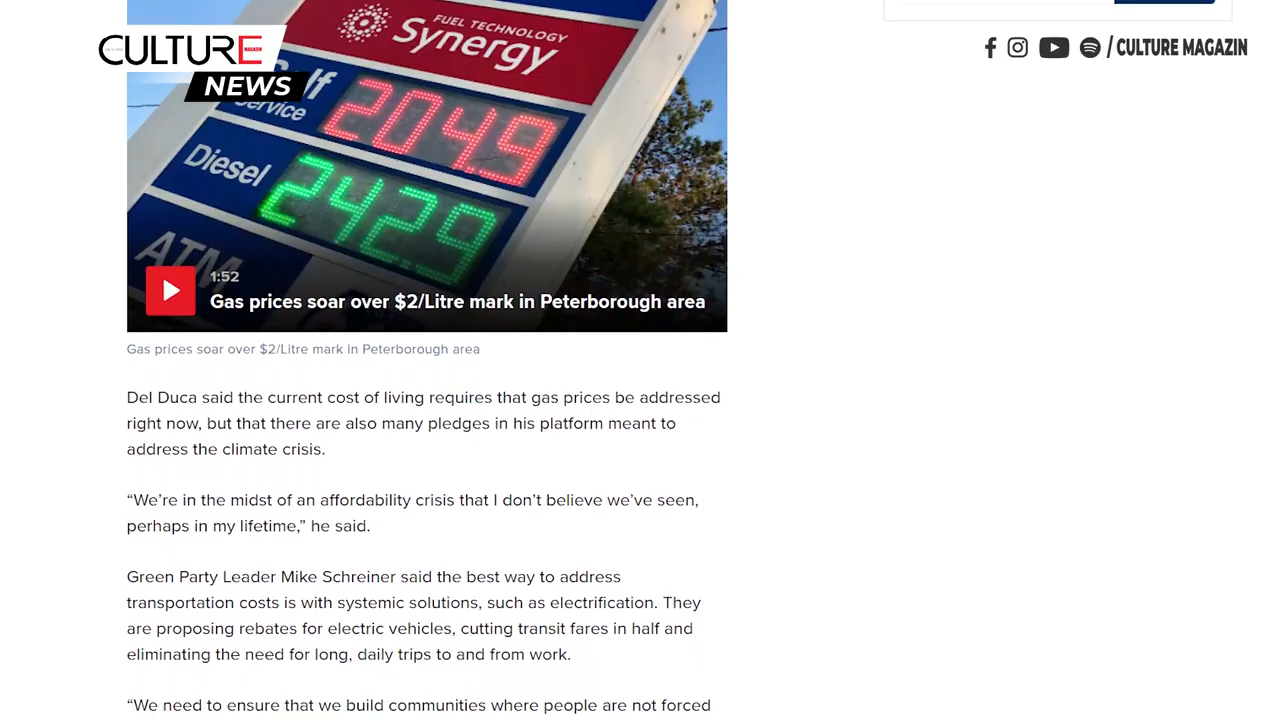 CULTURE
MAGAZIN
NEWS
/ CULTURE MAGAZIN
FUEL TECHNOLOGY
Synergy
Self
Service
204.9
Diesel
242.9
ATM
1:52
Gas prices soar over $2/Litre mark in Peterborough area
Gas prices soar over $2/Litre mark in Peterborough area
Del Duca said the current cost of living requires that gas prices be addressed
right now, but that there are also many pledges in his platform meant to
address the climate crisis.
“We’re in the midst of an affordability crisis that I don’t believe we’ve seen,
perhaps in my lifetime,” he said.
Green Party Leader Mike Schreiner said the best way to address
transportation costs is with systemic solutions, such as electrification. They
are proposing rebates for electric vehicles, cutting transit fares in half and
eliminating the need for long, daily trips to and from work.
“We need to ensure that we build communities where people are not forced